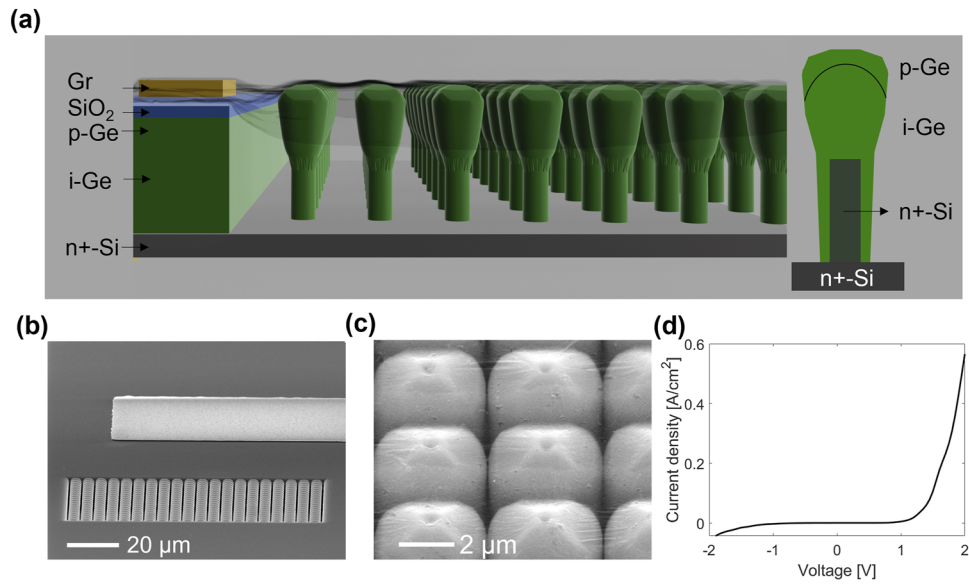 (a)
Gr
SiO₂
p-Ge
i-Ge
n+-Si
p-Ge
i-Ge
n+-Si
n+-Si
(b)
20 μm
(c)
2 μm
(d)
Current density [A/cm²]
0.6
0.4
0.2
0
-2
-1
0
1
2
Voltage [V]